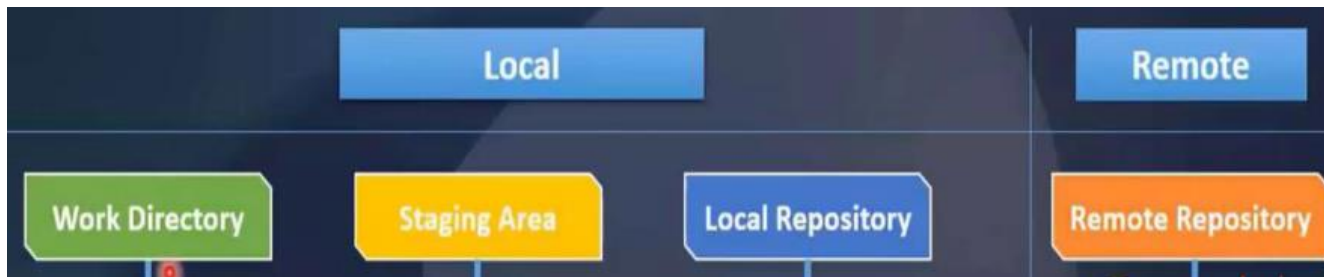 Local
Remote
Work Directory
Staging Area
Local Repository
Remote Repository